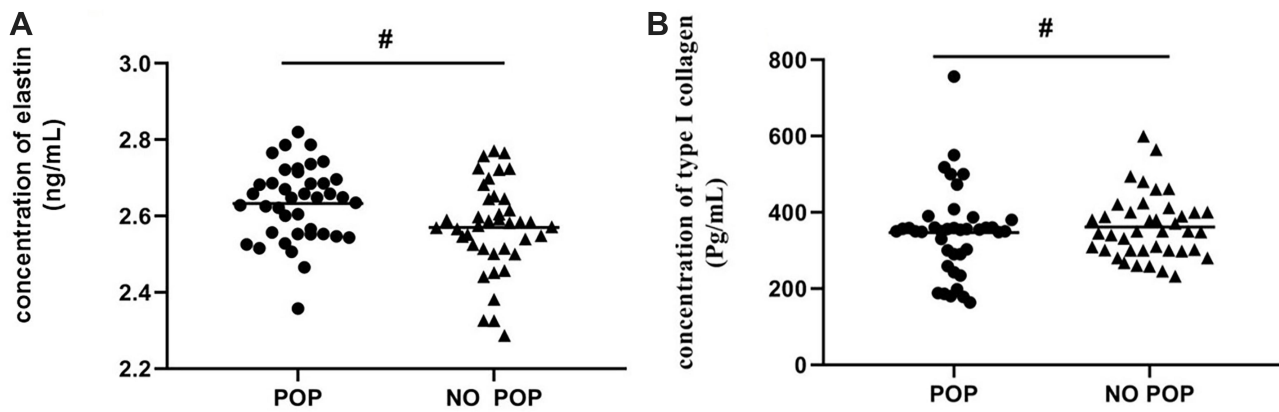 A
concentration of elastin
(ng/mL)
#
3.0
2.8
2.6
2.4
2.2
POP
NO POP
B
concentration of type I collagen
(Pg/mL)
#
800
600
400
200
0
POP
NO POP